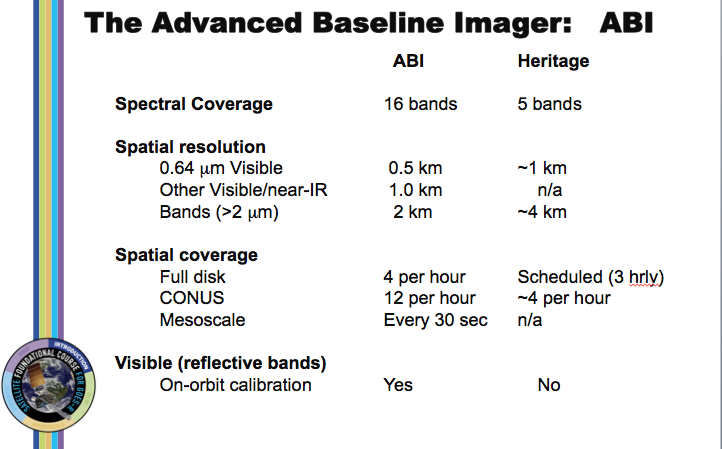 The Advanced Baseline Imager: ABI
ABI Heritage
Spectral Coverage 16 bands 5 bands
Spatial resolution
0.64 μm Visible 0.5 km ~1 km
Other Visible/near-IR 1.0 km n/a
Bands (>2 μm) 2 km ~4 km
Spatial coverage
Full disk 4 per hour Scheduled (3 hrly)
CONUS 12 per hour ~4 per hour
Mesoscale Every 30 sec n/a
Visible (reflective bands)
On-orbit calibration Yes No
INTRODUCTION
SATELLITE FOUNDATIONAL COURSE FOR GOES-R